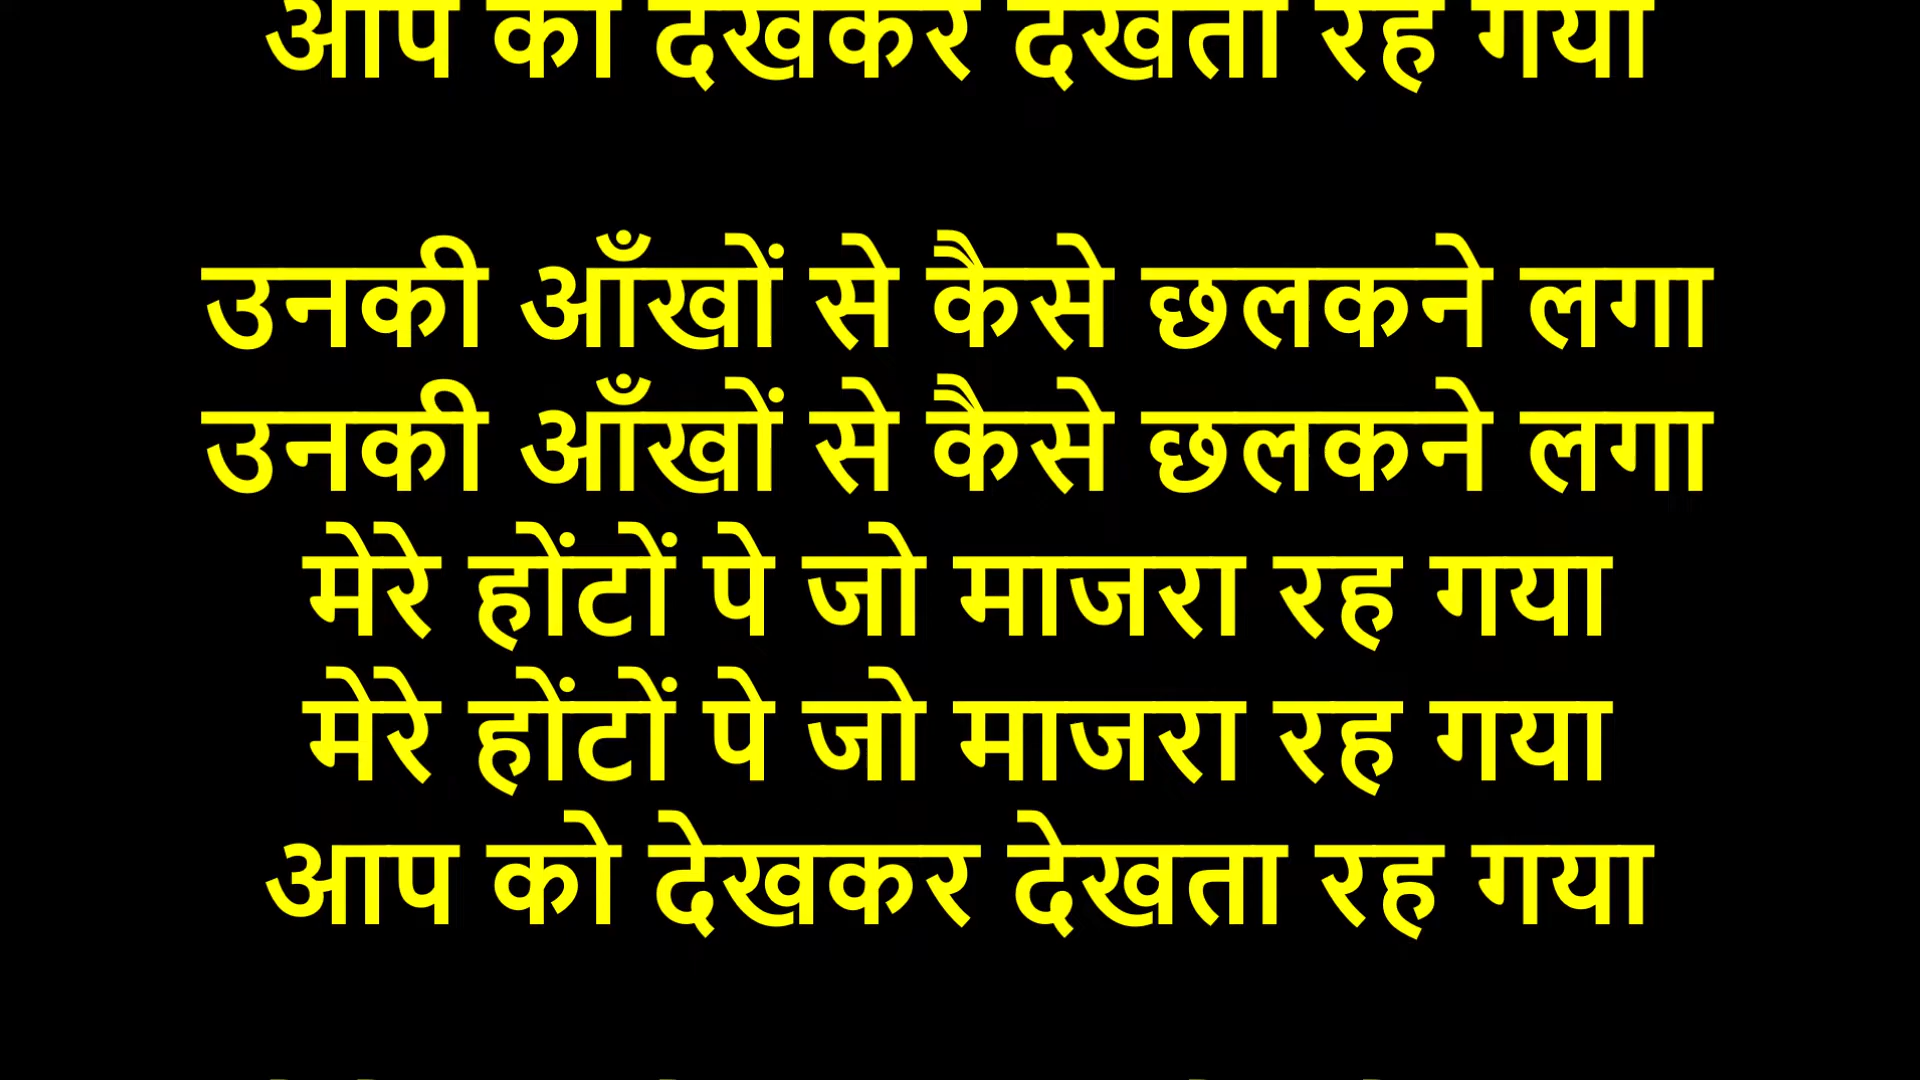 आप को देखकर देखता रह गया
उनकी आँखों से कैसे छलकने लगा
उनकी आँखों से कैसे छलकने लगा
मेरे होंटों पे जो माजरा रह गया
मेरे होंटों पे जो माजरा रह गया
आप को देखकर देखता रह गया